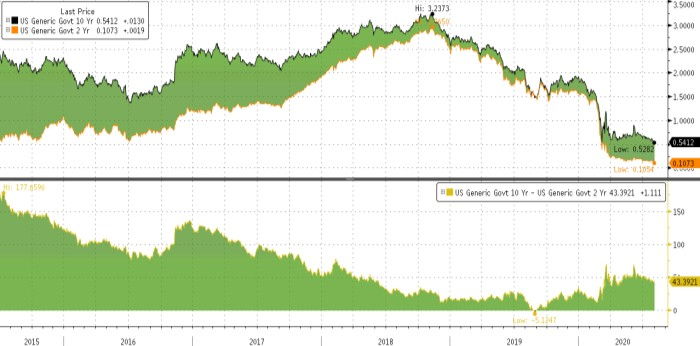 Hi: 3.2373
Last Price
US Generic Govt 10 Yr 0.5412 +.0130
US Generic Govt 2 Yr 0.1073 +.0019
3.5000
3.0000
2.5000
2.0000
1.5000
1.0000
0.5412
Low: 0.5282
0.1073
Low: 0.1054
Hi: 177.6596
US Generic Govt 10 Yr - US Generic Govt 2 Yr 43.3921 +1.111
150
100
50
43.3921
0
2015 2016 2017 2018 2019 2020